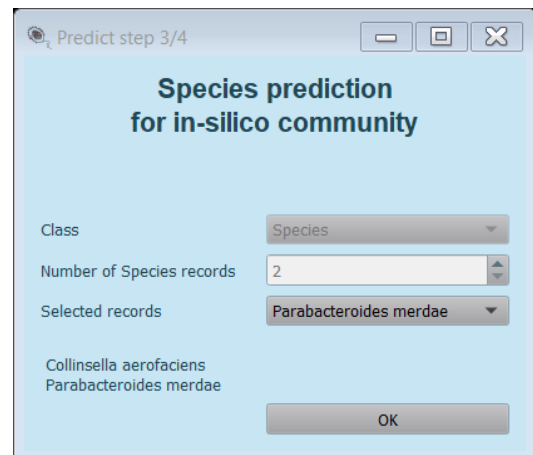 Predict step 3/4
Species prediction
for in-silico community
Class
Species
Number of Species records
2
Selected records
Parabacteroides merdae
Collinsella aerofaciens
Parabacteroides merdae
OK